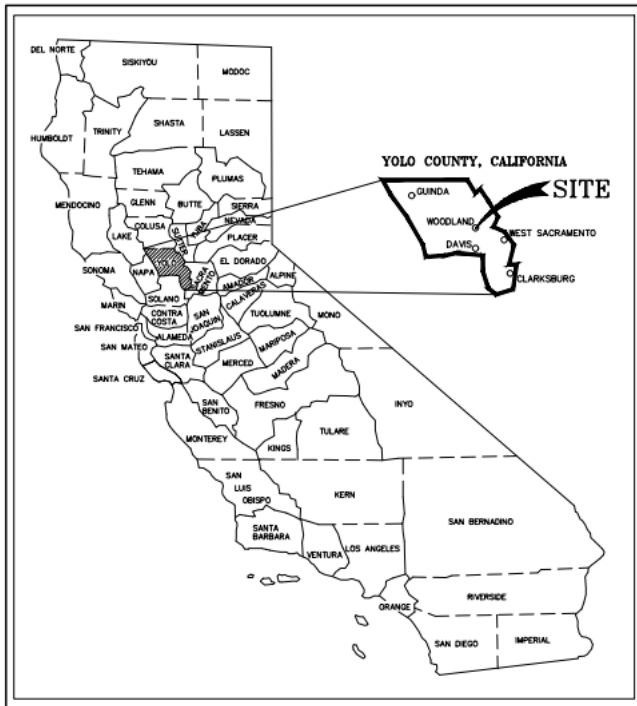 DEL NORTE
SISKIYOU
MODOC
HUMBOLDT
TRINITY
SHASTA
LASSEN
TEHAMA
PLUMAS
MENDOCINO
GLENN
BUTTE
SIERRA
NEVADA
YUBA
COLUSA
LAKE
SUTTER
PLACER
YOLO
EL DORADO
SONOMA
NAPA
SACRA
MENTO
AMADOR
ALPINE
SOLANO
CALAVERAS
MARIN
CONTRA
COSTA
SAN
JOAQUIN
TUOLUMNE
MONO
SAN FRANCISCO
ALAMEDA
STANISLAUS
MARIPOSA
SAN MATEO
SANTA
CLARA
MERCED
MADERA
SANTA CRUZ
SAN
BENITO
FRESNO
INYO
MONTEREY
KINGS
TULARE
SAN
LUIS
OBISPO
KERN
SAN BERNADINO
SANTA
BARBARA
VENTURA
LOS ANGELES
ORANGE
RIVERSIDE
SAN DIEGO
IMPERIAL
YOLO COUNTY, CALIFORNIA
GUINDA
SITE
WOODLAND
WEST SACRAMENTO
DAVIS
CLARKSBURG